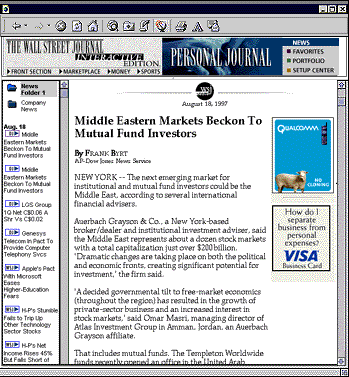 THE WALL STREET JOURNAL
INTERACTIVE
EDITION
FRONT SECTION MARKETPLACE MONEY SPORTS
PERSONAL JOURNAL
NEWS
FAVORITES
PORTFOLIO
SETUP CENTER
News
Folder 1
Company
News
Aug. 18
Middle
Eastern Markets
Beckon To Mutual
Fund Investors
LOS Group
1Q Net C$0.06 A
Shr Vs C$0.02
Genesys
Telecom In Pact To
Provide Computer
Telephony Svcs
Apple's Pact
With Microsoft
Eases
Higher-Education
Fears
H-P's Stumble
Fails to Trip Up
Other Technology
Sector Stocks
H-P's Net
Income Rises 45%
But Falls Short of
WSJ
August 18, 1997
Middle Eastern Markets Beckon To
Mutual Fund Investors
By FRANK BYRT
AP-Dow Jones News Service
NEW YORK -- The next emerging market for
institutional and mutual fund investors could be the
Middle East, according to several international
financial advisers.
Auerbach Grayson & Co., a New York-based
broker/dealer and institutional investment adviser, said
the Middle East represents about a dozen stock markets
with a total capitalization just over $200 billion.
'Dramatic changes are taking place on both the political
and economic fronts, creating significant potential for
investment,' the firm said.
'A decided governmental tilt to free-market economics
(throughout the region) has resulted in the growth of
private-sector business and an increased interest in
stock markets,' said Omar Masri, managing director of
Atlas Investment Group in Amman, Jordan, an Auerbach
Grayson affiliate.
That includes mutual funds. The Templeton Worldwide
funds recently opened an office in the United Arab
QUALCOMM
NO
CLONING
How do I
separate
business from
personal
expenses?
VISA
Business Card